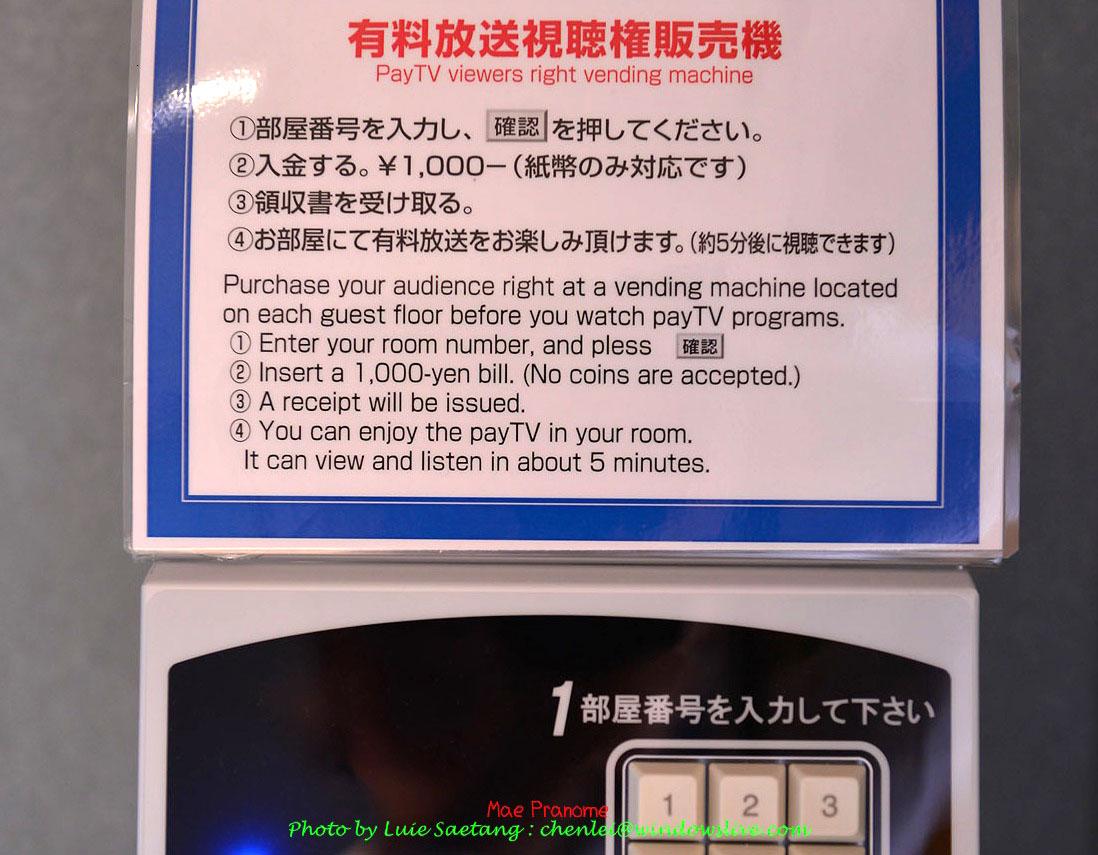 有料放送視聴権販売機
PayTV viewers right vending machine
①部屋番号を入力し、 確認 を押してください。
②入金する。¥1,000−(紙幣のみ対応です)
③領収書を受け取る。
④お部屋にて有料放送をお楽しみ頂けます。(約5分後に視聴できます)
Purchase your audience right at a vending machine located
on each guest floor before you watch payTV programs.
① Enter your room number, and pless 確認
② Insert a 1,000-yen bill. (No coins are accepted.)
③ A receipt will be issued.
④ You can enjoy the payTV in your room.
It can view and listen in about 5 minutes.
1 部屋番号を入力して下さい
1 2 3
Mae Pranome
Photo by Luie Saetang : chenlei@windowslive.com